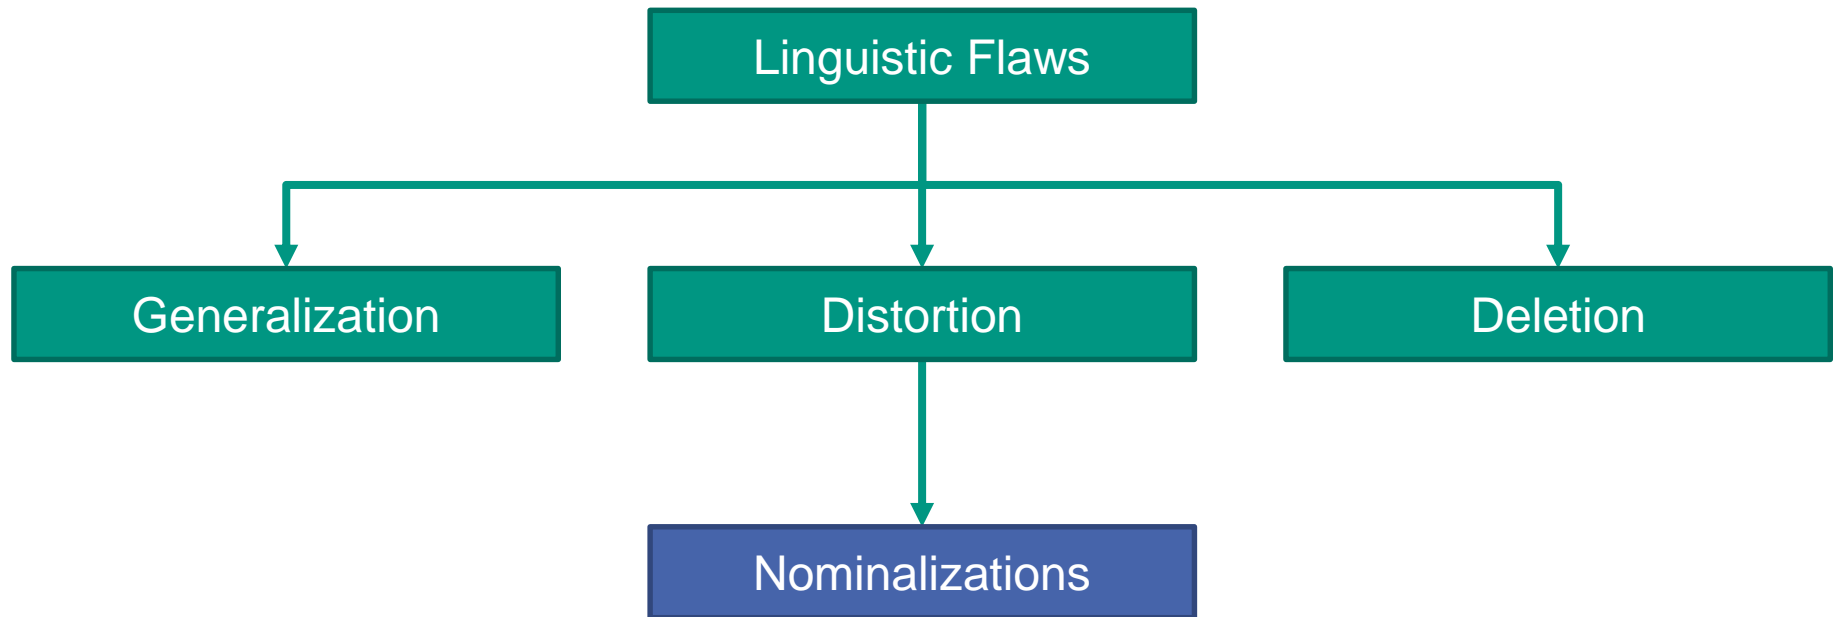 Linguistic Flaws
Generalization
Distortion
Deletion
Nominalizations